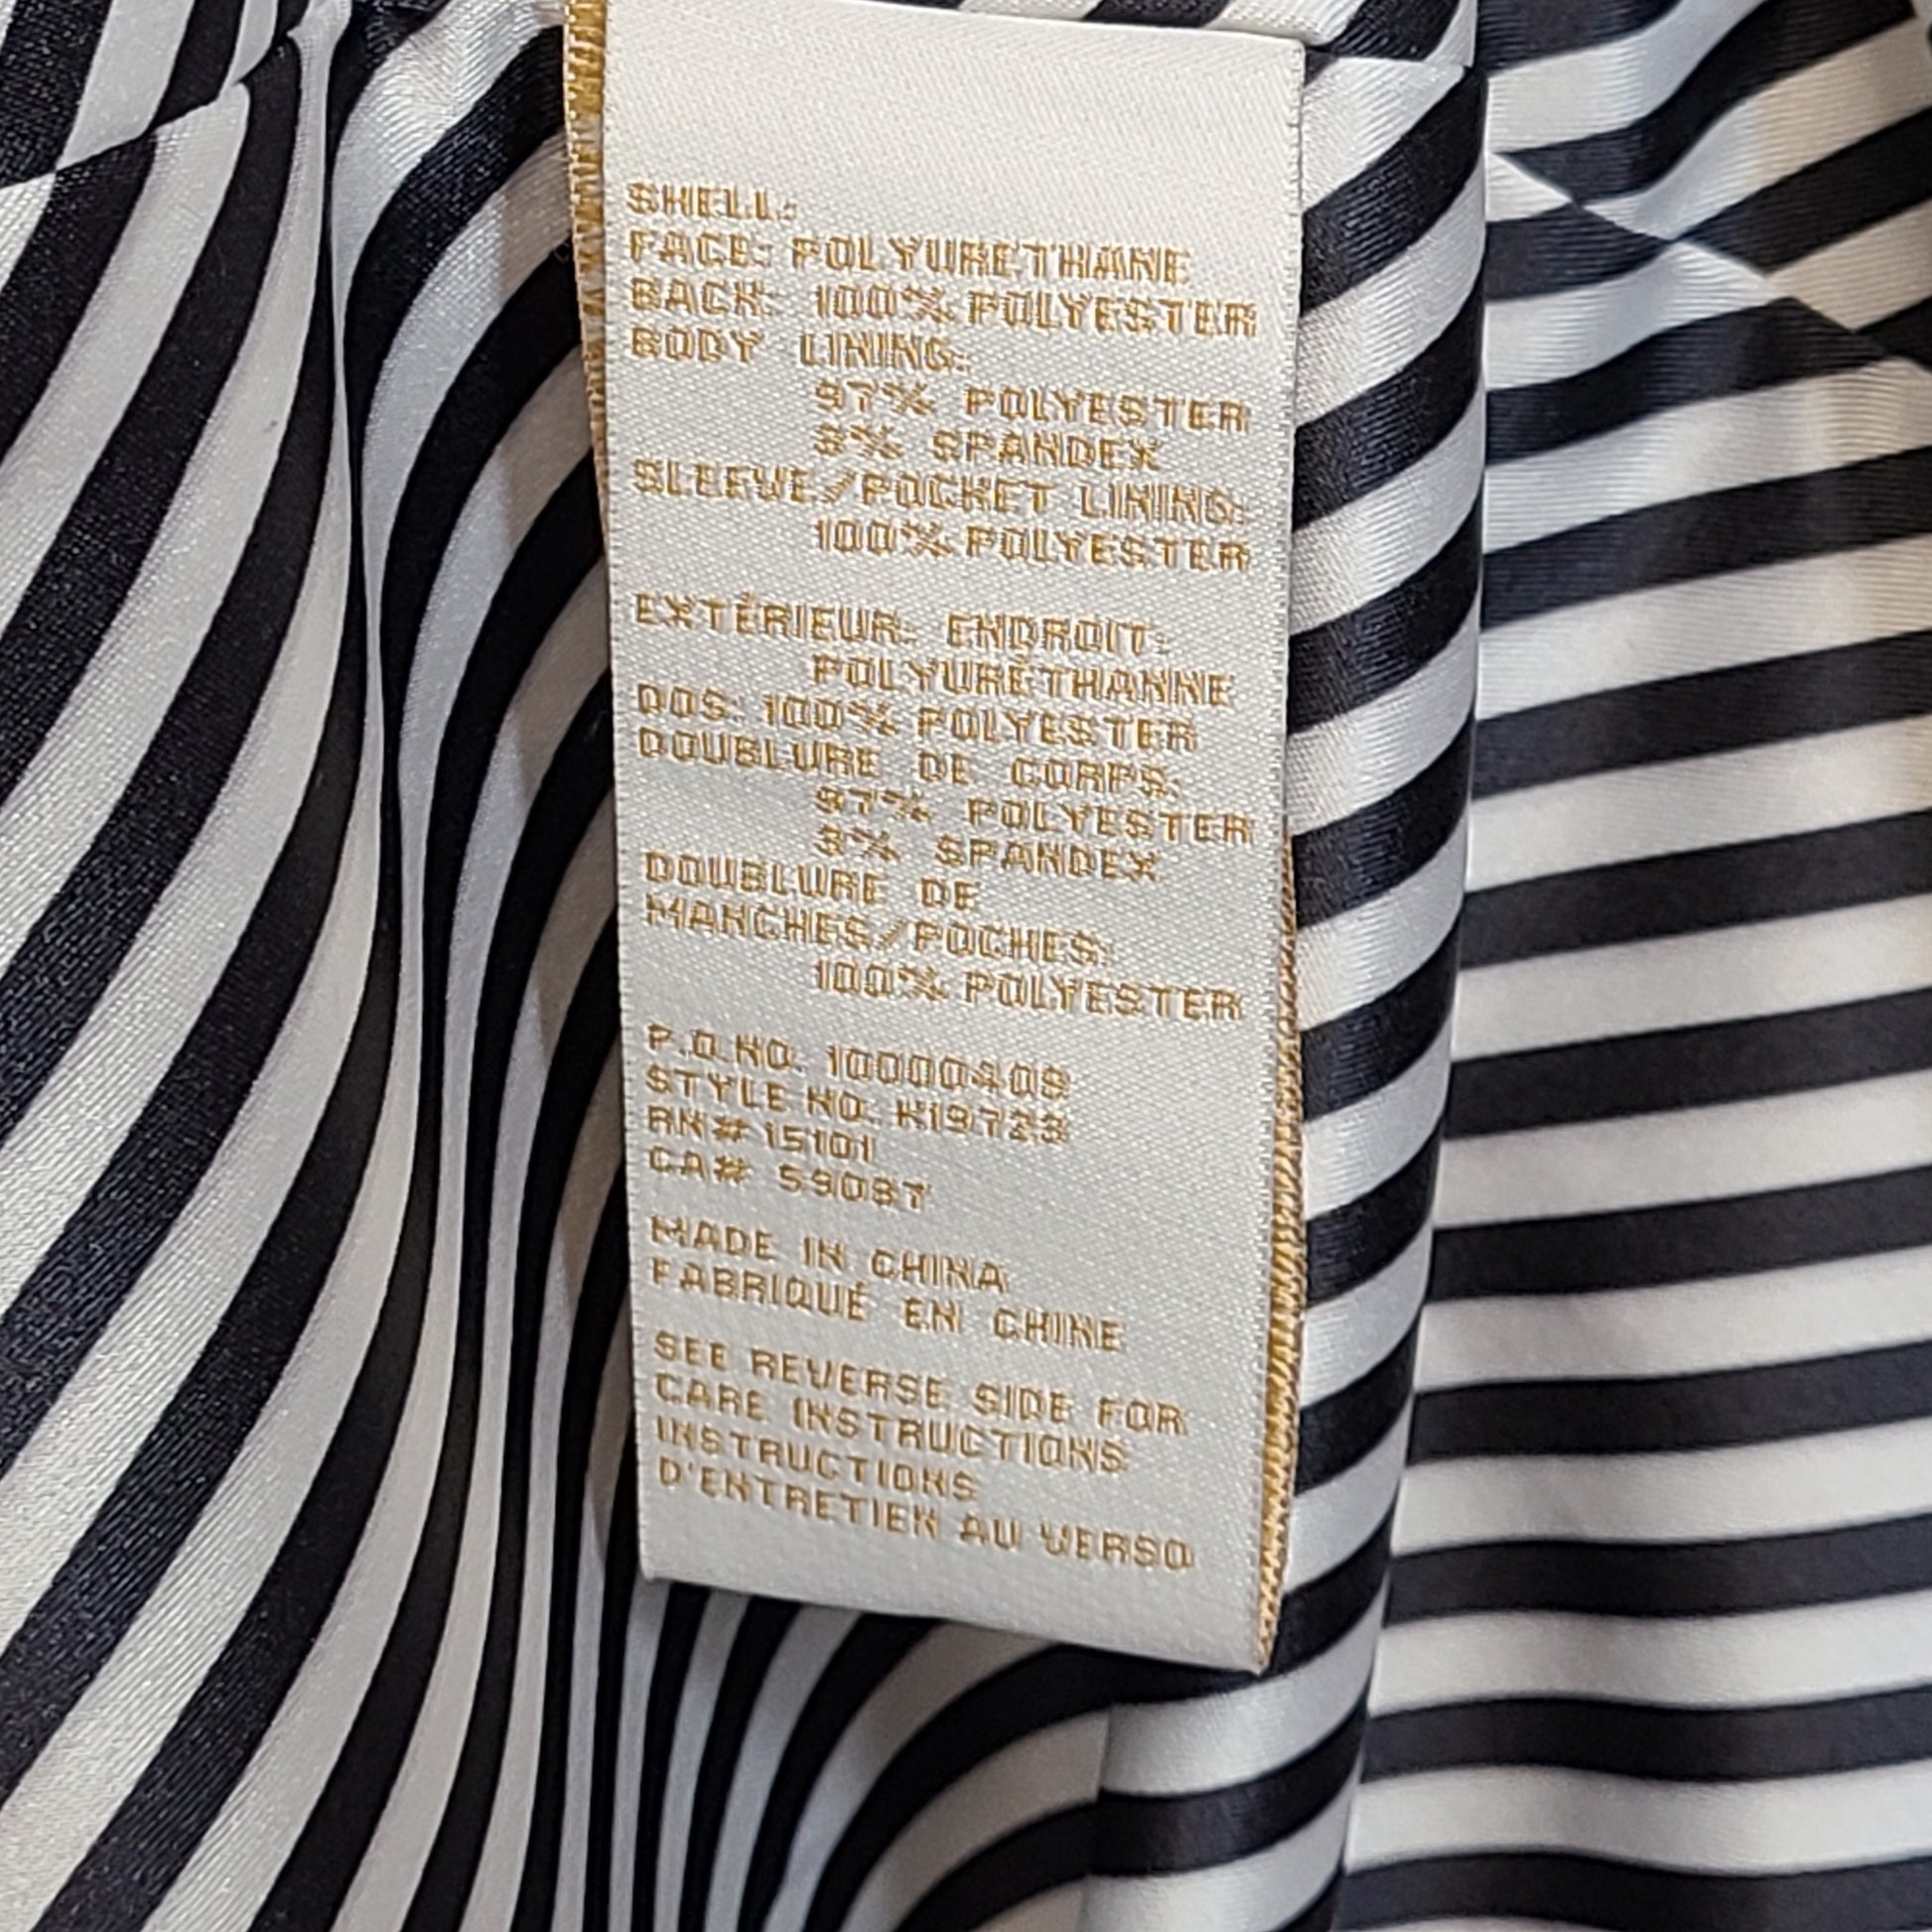 SHELL:
FACE: POLYURETHANE
BACK: 100% POLYESTER
BODY LINING:
97% POLYESTER
3% SPANDEX
SLEEVE/POCKET LINING:
100% POLYESTER
EXTÉRIEUR: ENDROIT:
POLYURÉTHANNE
DOS: 100% POLYESTER
DOUBLURE DE CORPS:
97% POLYESTER
3% SPANDEX
DOUBLURE DE
MANCHES/POCHES:
100% POLYESTER
P.O.NO. 10000409
STYLE NO. K19723
RN# 15101
CA# 59087
MADE IN CHINA
FABRIQUÉ EN CHINE
SEE REVERSE SIDE FOR
CARE INSTRUCTIONS
INSTRUCTIONS
D'ENTRETIEN AU VERSO